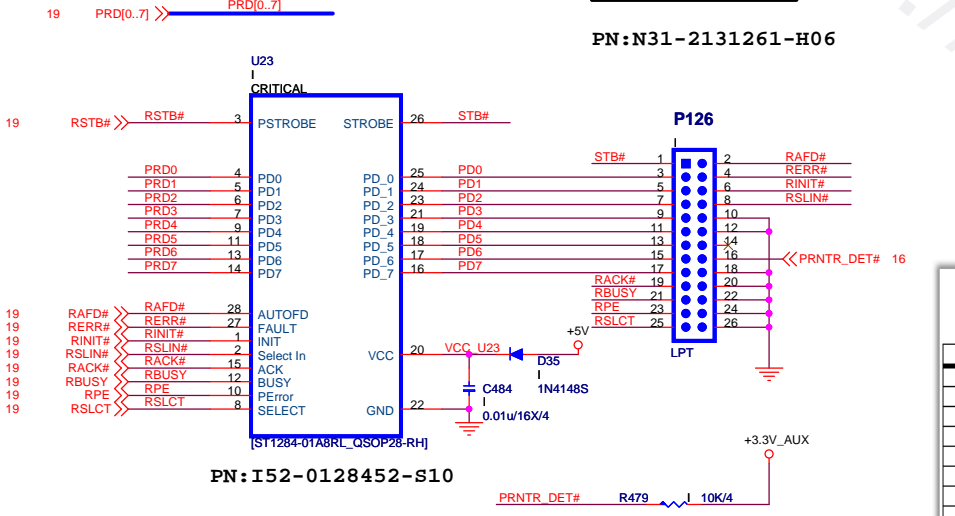 PRD[0..7]
19 PRD[0..7]
PN:N31-2131261-H06
U23
I
CRITICAL
19 RSTB# RSTB# 3 PSTROBE STROBE 26 STB#
PRD0 4 PD0 PD_0 25 PD0
PRD1 5 PD1 PD_1 24 PD1
PRD2 6 PD2 PD_2 23 PD2
PRD3 7 PD3 PD_3 21 PD3
PRD4 9 PD4 PD_4 19 PD4
PRD5 11 PD5 PD_5 18 PD5
PRD6 13 PD6 PD_6 17 PD6
PRD7 14 PD7 PD_7 16 PD7
19 RAFD# RAFD# 28 AUTOFD
19 RERR# RERR# 27 FAULT
19 RINIT# RINIT# 1 INIT
19 RSLIN# RSLIN# 2 Select In
19 RACK# RACK# 15 ACK
19 RBUSY RBUSY 12 BUSY
19 RPE RPE 10 PError
19 RSLCT RSLCT 8 SELECT
VCC 20 VCC_U23
GND 22
[ST1284-01A8RL_QSOP28-RH]
PN:I52-0128452-S10
+5V
D35
I
1N4148S
C484
I
0.01u/16X/4
P126
I
STB# 1 2 RAFD#
3 4 RERR#
5 6 RINIT#
7 8 RSLIN#
9 10
11 12
13 14
15 16 PRNTR_DET# 16
17 18
RACK# 19 20
RBUSY 21 22
RPE 23 24
RSLCT 25 26
LPT
+3.3V_AUX
PRNTR_DET# R479 I 10K/4